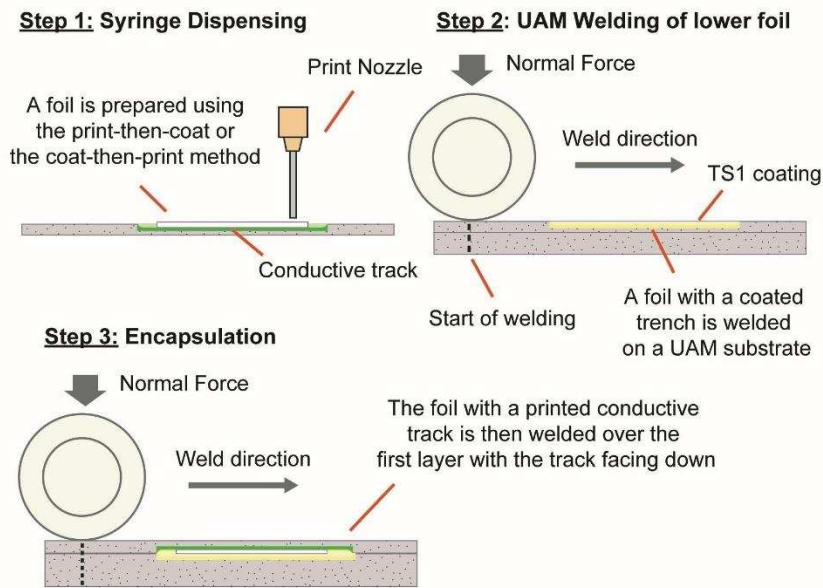 Step 1: Syringe Dispensing
Print Nozzle
A foil is prepared using
the print-then-coat or
the coat-then-print method
Conductive track
Step 2: UAM Welding of lower foil
Normal Force
Weld direction
TS1 coating
Start of welding
A foil with a coated
trench is welded
on a UAM substrate
Step 3: Encapsulation
Normal Force
Weld direction
The foil with a printed conductive
track is then welded over the
first layer with the track facing down